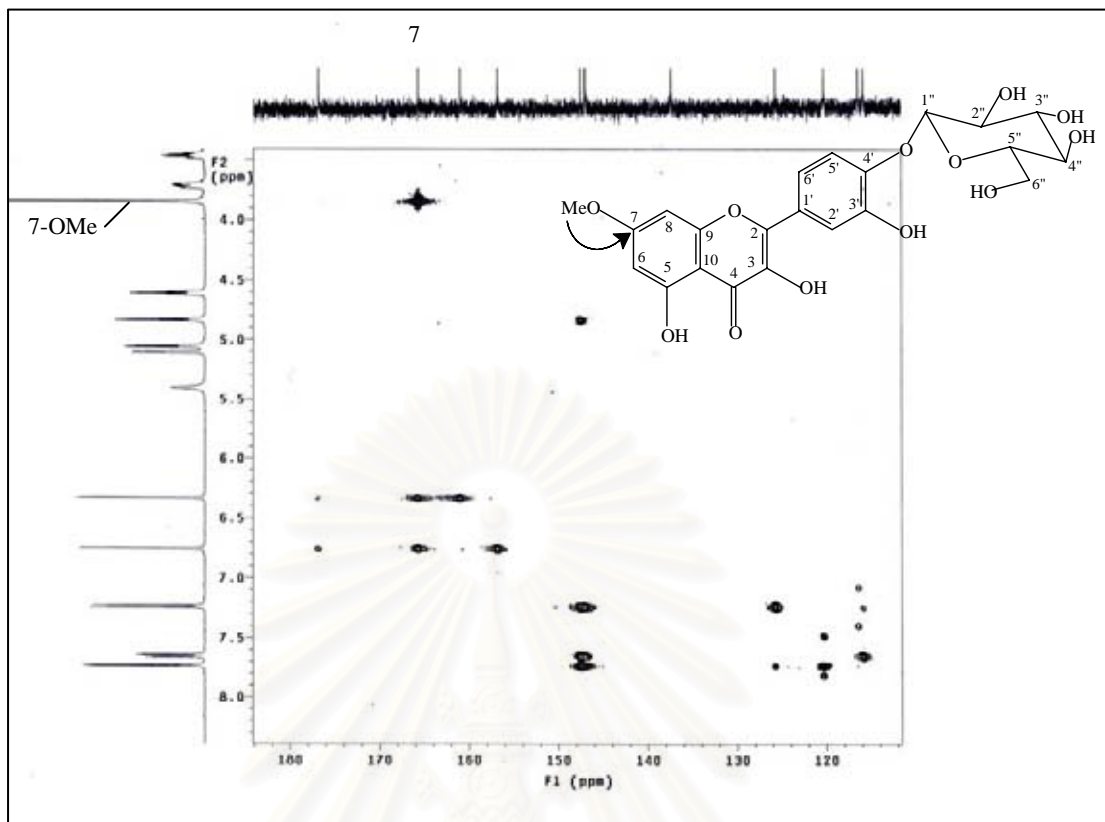 7
F2
(ppm)
7-OMe
4.0
4.5
5.0
5.5
6.0
6.5
7.0
7.5
8.0
180 170 160 150 140 130 120
F1 (ppm)
1" OH 3"
2" OH
OH
5" 4"
4' O
5' O
6' HO 6"
1' 3'
MeO 2' OH
7 8 O
9 2
6 10 3
5 4 OH
OH O